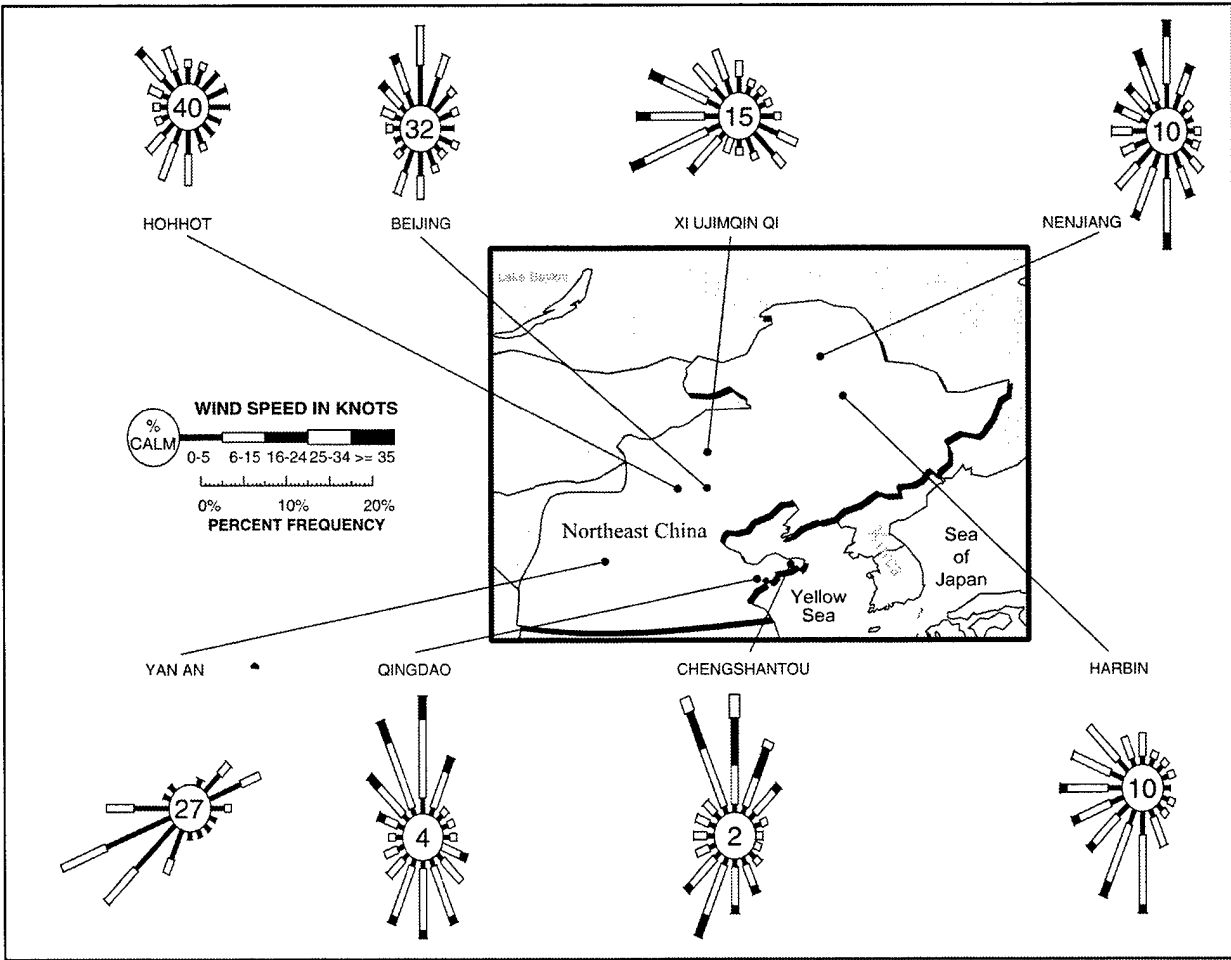 40
32
15
10
HOHHOT
BEIJING
XI UJIMQIN QI
NENJIANG
Lake Baykal
WIND SPEED IN KNOTS
%
CALM
0-5 6-15 16-24 25-34 >= 35
0% 10% 20%
PERCENT FREQUENCY
Northeast China
Sea
of
Japan
Yellow
Sea
YAN AN
QINGDAO
CHENGSHANTOU
HARBIN
27
4
2
10